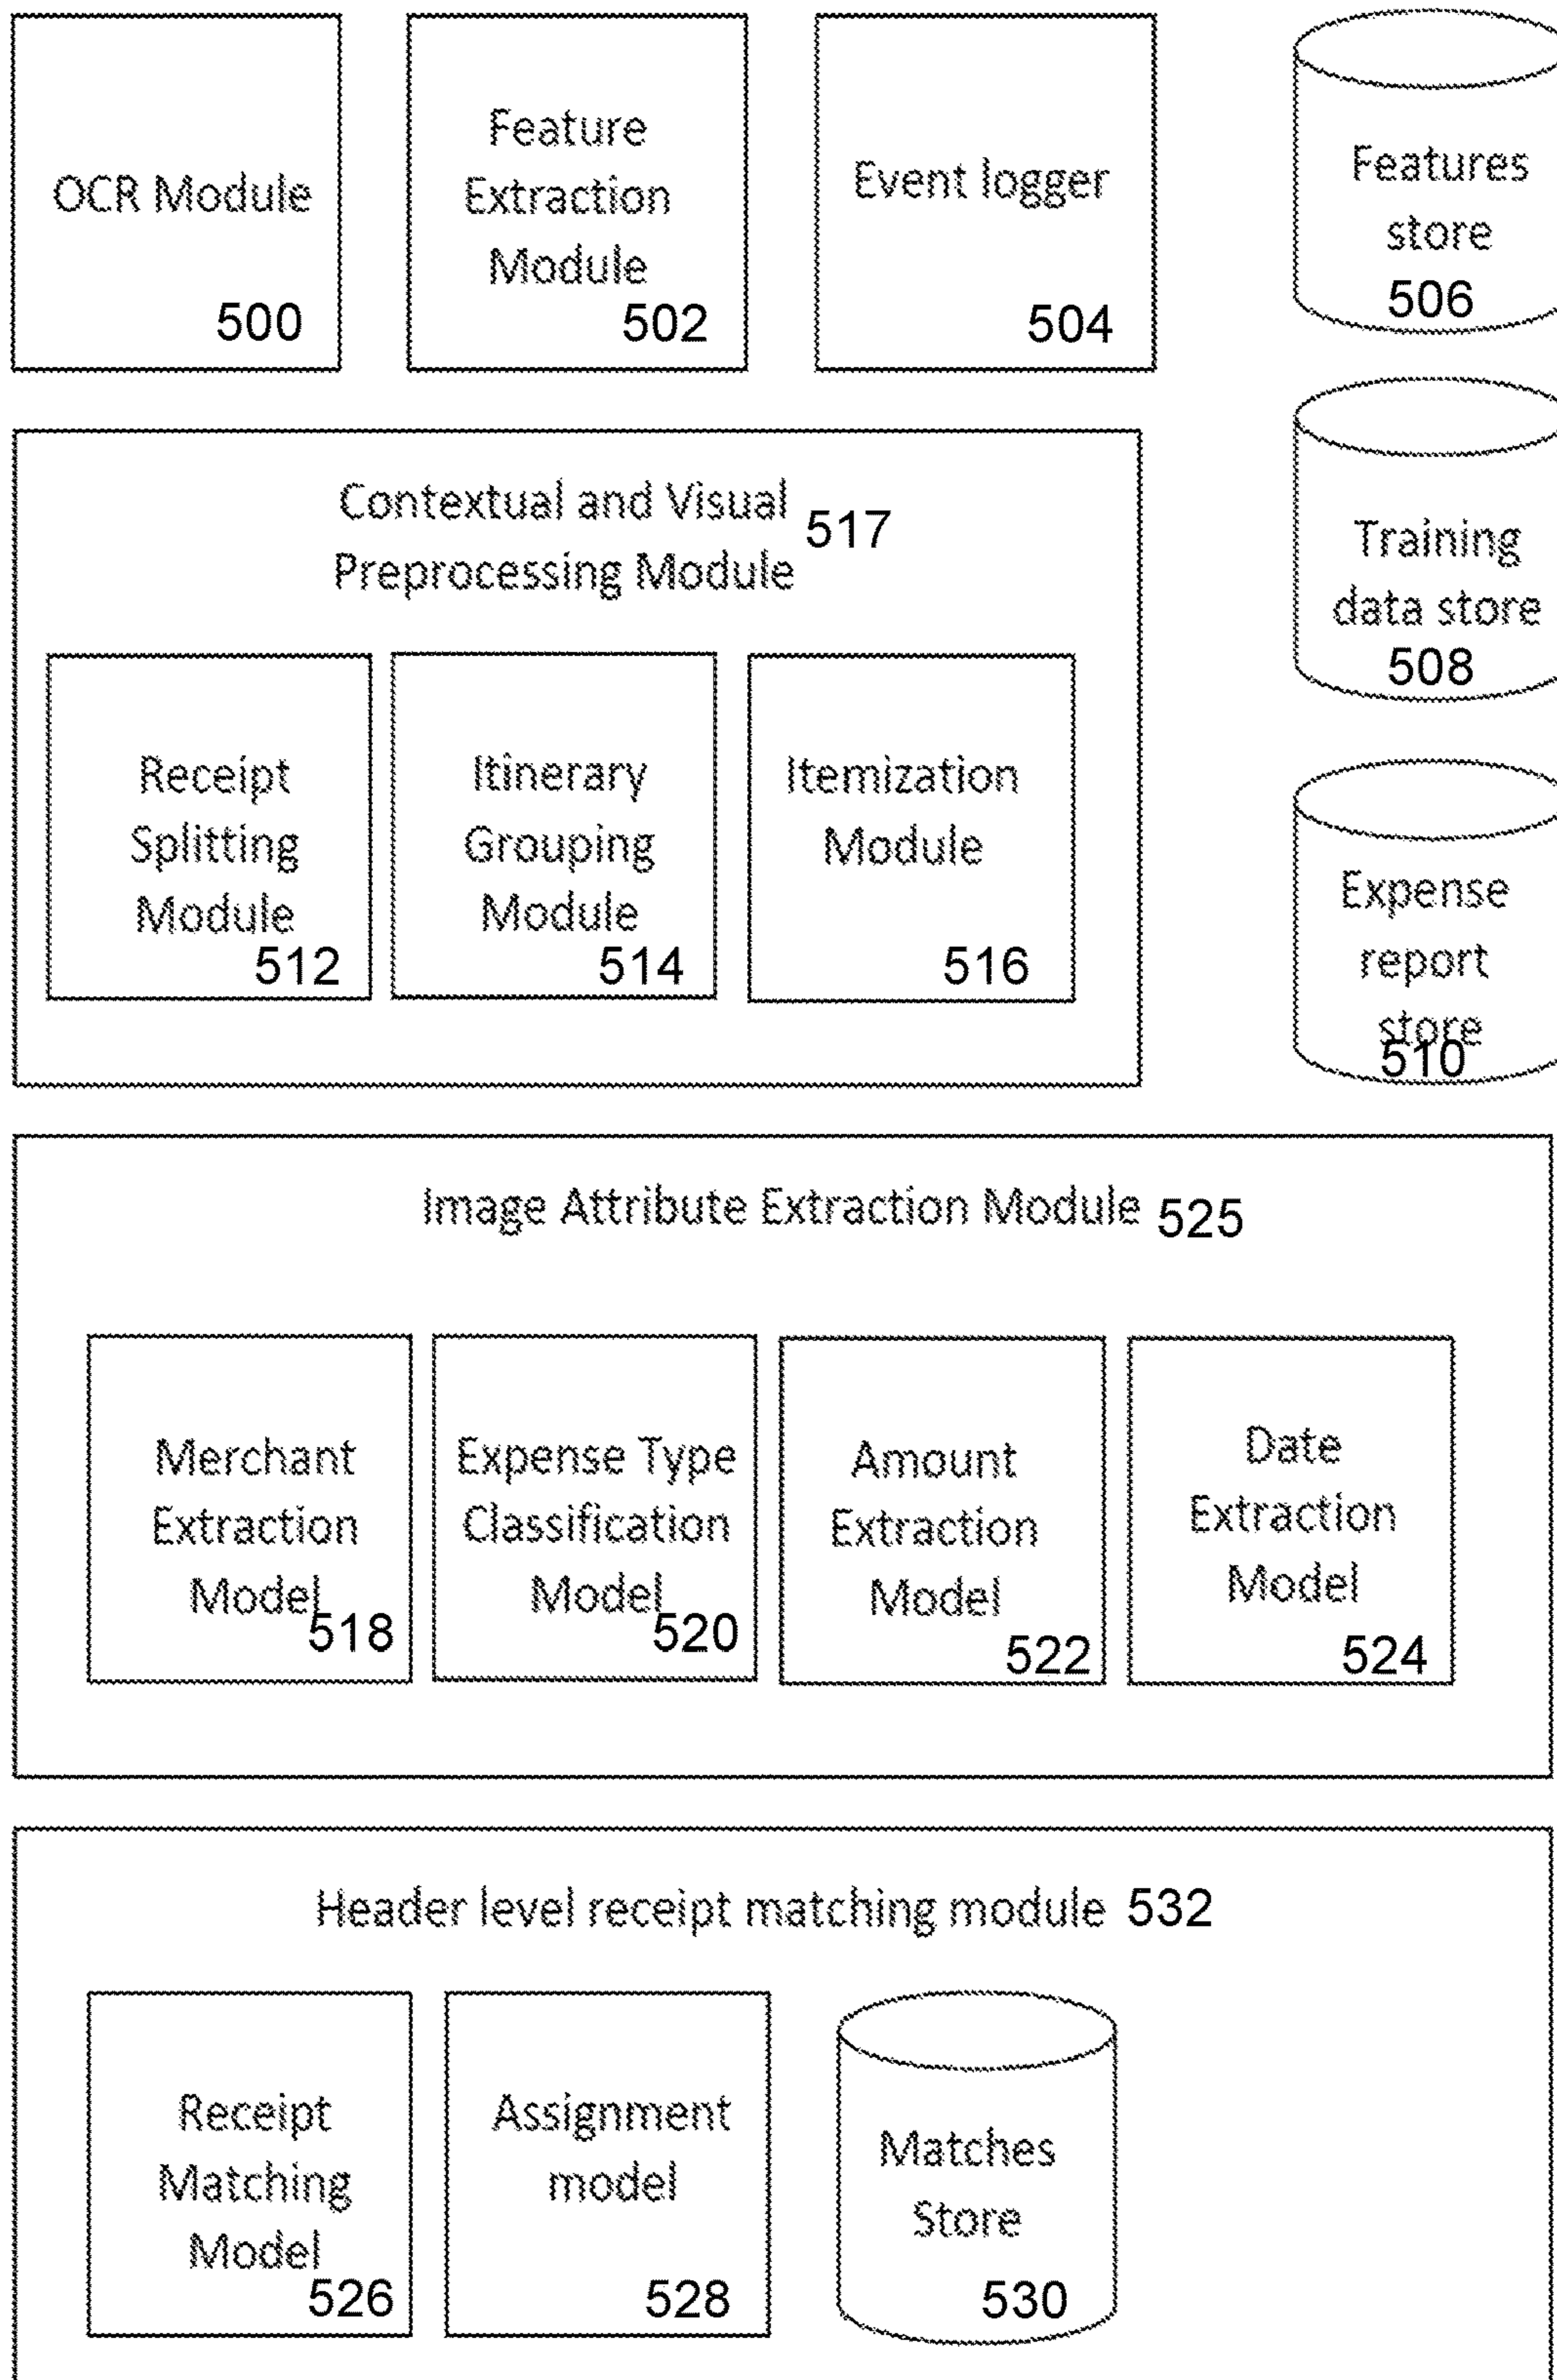 OCR Module
500
Feature
Extraction
Module
502
Event logger
504
Features
store
506
Contextual and Visual
Preprocessing Module
517
Training
data store
508
Receipt
Splitting
Module
512
Itinerary
Grouping
Module
514
Itemization
Module
516
Expense
report
store
510
Image Attribute Extraction Module 525
Merchant
Extraction
Model
518
Expense Type
Classification
Model
520
Amount
Extraction
Model
522
Date
Extraction
Model
524
Header level receipt matching module 532
Receipt
Matching
Model
526
Assignment
model
528
Matches
Store
530